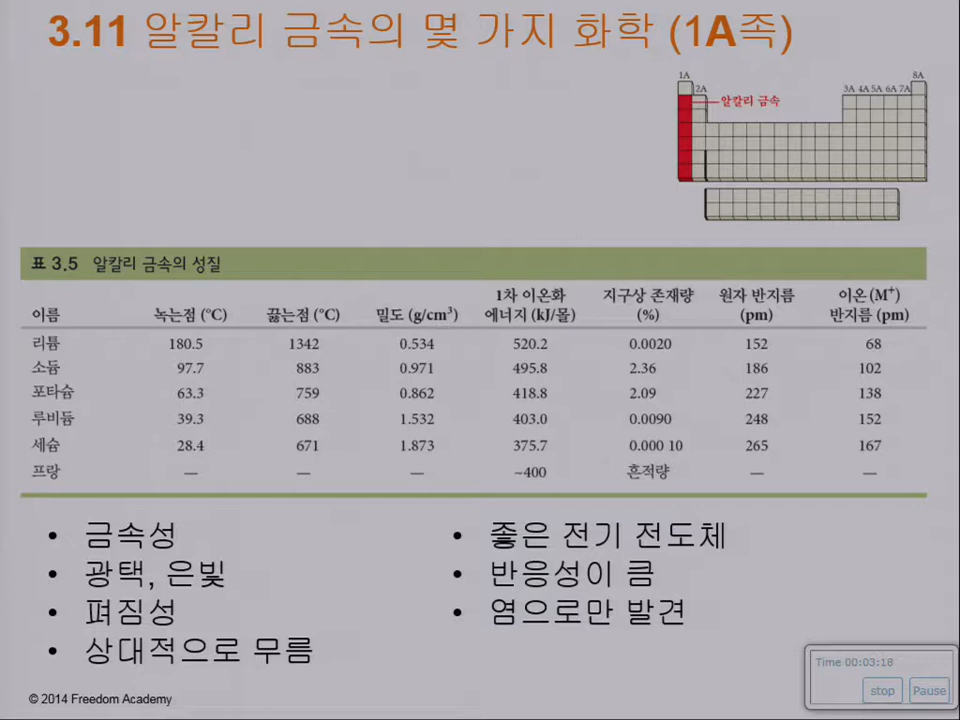 3.11 알칼리 금속의 몇 가지 화학 (1A족)
1A 8A
2A 3A 4A 5A 6A 7A
알칼리 금속
표 3.5 알칼리 금속의 성질
이름 녹는점 (°C) 끓는점 (°C) 밀도 (g/cm³) 1차 이온화 에너지 (kJ/몰) 지구상 존재량 (%) 원자 반지름 (pm) 이온(M⁺) 반지름 (pm)
리튬 180.5 1342 0.534 520.2 0.0020 152 68
소듐 97.7 883 0.971 495.8 2.36 186 102
포타슘 63.3 759 0.862 418.8 2.09 227 138
루비듐 39.3 688 1.532 403.0 0.0090 248 152
세슘 28.4 671 1.873 375.7 0.000 10 265 167
프랑 — — — ~400 흔적량 — —
• 금속성
• 광택, 은빛
• 펴짐성
• 상대적으로 무름
• 좋은 전기 전도체
• 반응성이 큼
• 염으로만 발견
Time 00:03:18
stop Pause
© 2014 Freedom Academy